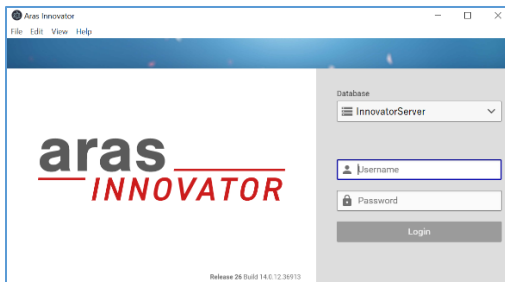 Aras Innovator
File Edit View Help
Database
InnovatorServer
aras
INNOVATOR
Username
Password
Login
Release 26 Build 14.0.12.36913